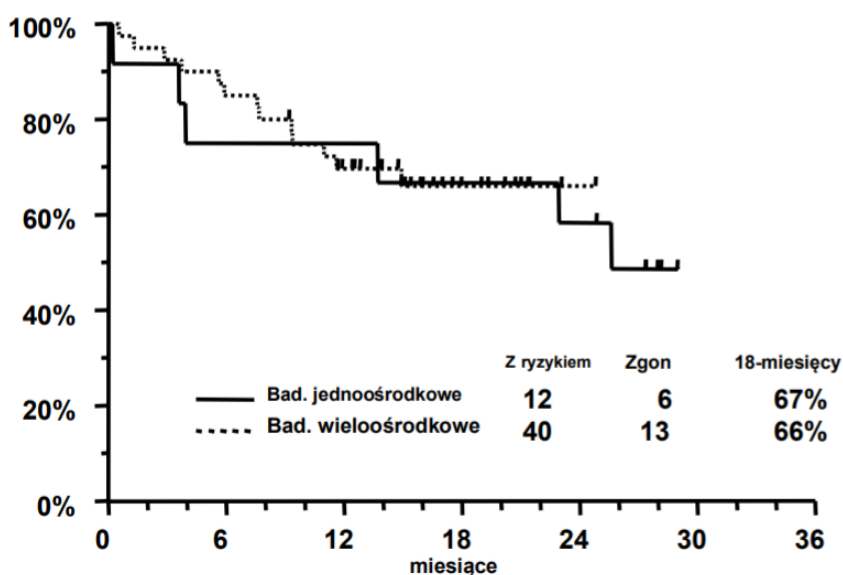 100%
80%
60%
40%
20%
0%
Z ryzykiem Zgon 18-miesięcy
Bad. jednoośrodkowe 12 6 67%
Bad. wieloośrodkowe 40 13 66%
0 6 12 18 24 30 36
miesiące